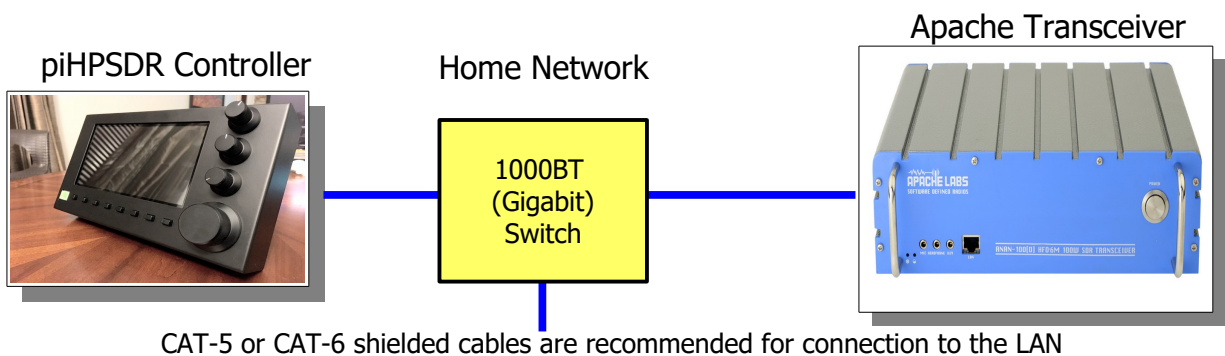 Apache Transceiver
piHPSDR Controller
Home Network
1000BT
(Gigabit)
Switch
APACHE LABS
SOFTWARE DEFINED RADIOS
POWER
LAN
ANAN-100[D] HF&6M 100W SDR TRANSCEIVER
CAT-5 or CAT-6 shielded cables are recommended for connection to the LAN